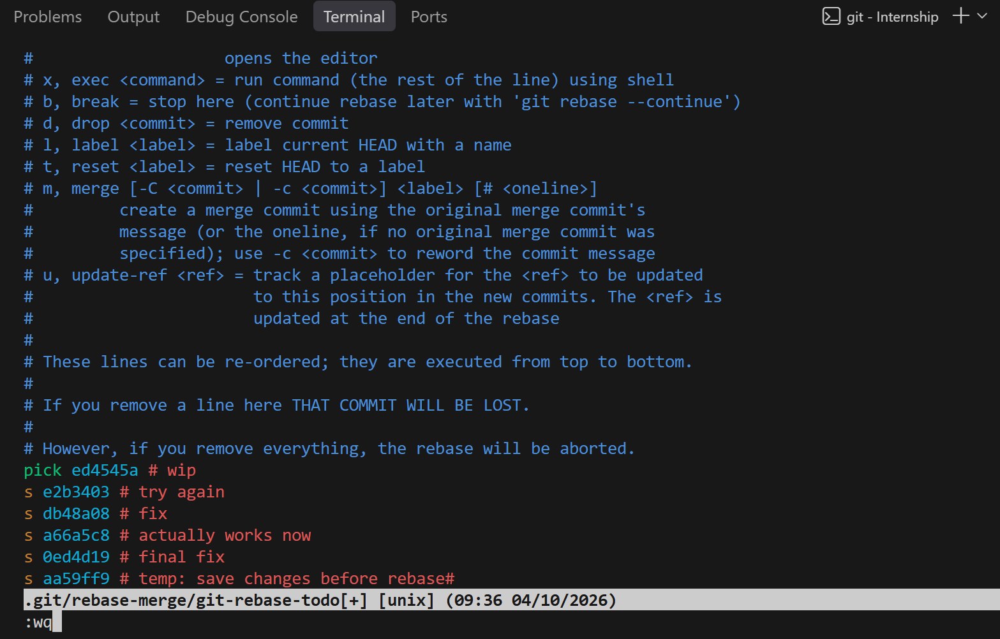 Problems Output Debug Console Terminal Ports git - Internship
# opens the editor
# x, exec <command> = run command (the rest of the line) using shell
# b, break = stop here (continue rebase later with 'git rebase --continue')
# d, drop <commit> = remove commit
# l, label <label> = label current HEAD with a name
# t, reset <label> = reset HEAD to a label
# m, merge [-C <commit> | -c <commit>] <label> [# <oneline>]
# create a merge commit using the original merge commit's
# message (or the oneline, if no original merge commit was
# specified); use -c <commit> to reword the commit message
# u, update-ref <ref> = track a placeholder for the <ref> to be updated
# to this position in the new commits. The <ref> is
# updated at the end of the rebase
#
# These lines can be re-ordered; they are executed from top to bottom.
#
# If you remove a line here THAT COMMIT WILL BE LOST.
#
# However, if you remove everything, the rebase will be aborted.
pick ed4545a # wip
s e2b3403 # try again
s db48a08 # fix
s a66a5c8 # actually works now
s 0ed4d19 # final fix
s aa59ff9 # temp: save changes before rebase#
.git/rebase-merge/git-rebase-todo[+] [unix] (09:36 04/10/2026)
:wq